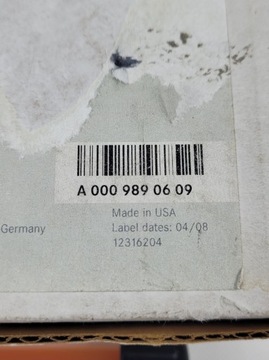 A 000 989 06 09
Made in USA
Germany
Label dates: 04/08
12316204